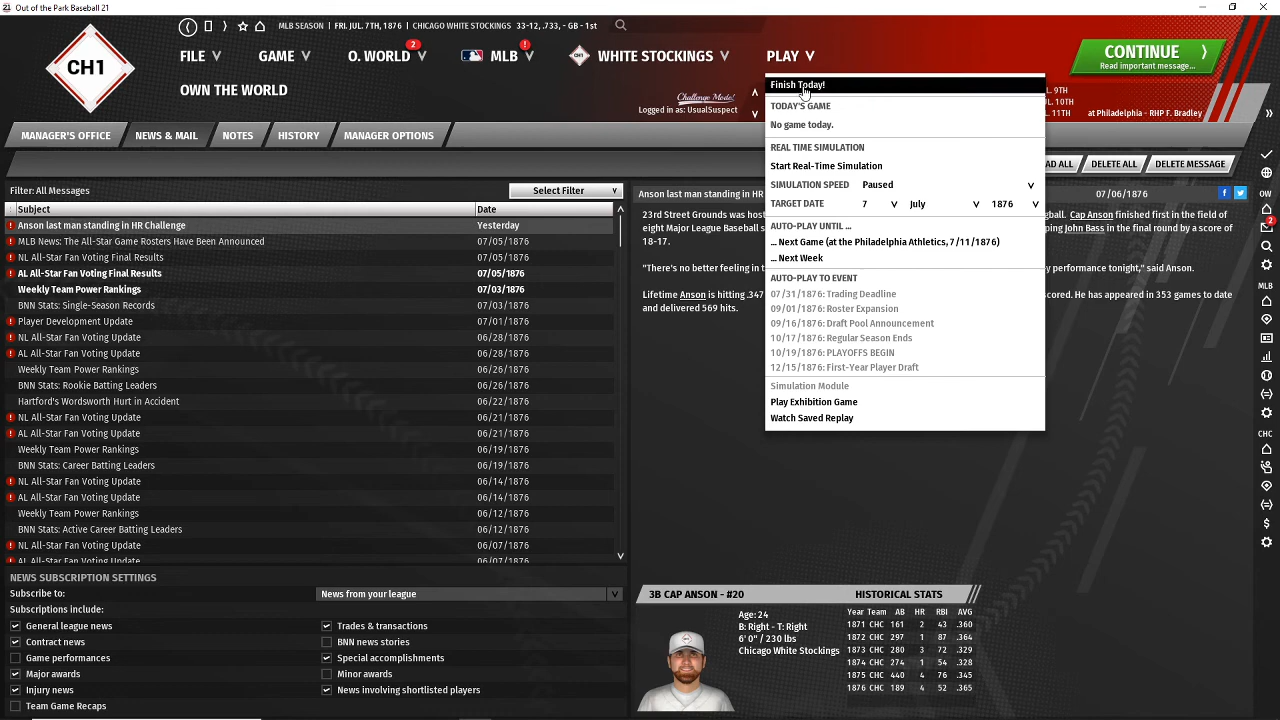 Out of the Park Baseball 21
MLB SEASON | FRI. JUL. 7TH, 1876 | CHICAGO WHITE STOCKINGS 33-12, .733, - GB - 1st
CH1
FILE GAME O. WORLD 2 MLB ! WHITE STOCKINGS PLAY
CONTINUE
Read important message...
OWN THE WORLD
Challenge Mode!
Logged in as: UsualSuspect
Finish Today!
TODAY'S GAME
No game today.
REAL TIME SIMULATION
Start Real-Time Simulation
SIMULATION SPEED Paused
TARGET DATE 7 July 1876
AUTO-PLAY UNTIL ...
... Next Game (at the Philadelphia Athletics, 7/11/1876)
... Next Week
AUTO-PLAY TO EVENT
07/31/1876: Trading Deadline
09/01/1876: Roster Expansion
09/16/1876: Draft Pool Announcement
10/17/1876: Regular Season Ends
10/19/1876: PLAYOFFS BEGIN
12/15/1876: First-Year Player Draft
Simulation Module
Play Exhibition Game
Watch Saved Replay
L. 9TH
L. 10TH
L. 11TH at Philadelphia - RHP F. Bradley
MANAGER'S OFFICE NEWS & MAIL NOTES HISTORY MANAGER OPTIONS
AD ALL DELETE ALL DELETE MESSAGE
Filter: All Messages Select Filter
Subject Date
Anson last man standing in HR Challenge Yesterday
MLB News: The All-Star Game Rosters Have Been Announced 07/05/1876
NL All-Star Fan Voting Final Results 07/05/1876
AL All-Star Fan Voting Final Results 07/05/1876
Weekly Team Power Rankings 07/03/1876
BNN Stats: Single-Season Records 07/03/1876
Player Development Update 07/01/1876
NL All-Star Fan Voting Update 06/28/1876
AL All-Star Fan Voting Update 06/28/1876
Weekly Team Power Rankings 06/26/1876
BNN Stats: Rookie Batting Leaders 06/26/1876
Hartford's Wordsworth Hurt in Accident 06/22/1876
NL All-Star Fan Voting Update 06/21/1876
AL All-Star Fan Voting Update 06/21/1876
Weekly Team Power Rankings 06/19/1876
BNN Stats: Career Batting Leaders 06/19/1876
NL All-Star Fan Voting Update 06/14/1876
AL All-Star Fan Voting Update 06/14/1876
Weekly Team Power Rankings 06/12/1876
BNN Stats: Active Career Batting Leaders 06/12/1876
NL All-Star Fan Voting Update 06/07/1876
AL All-Star Fan Voting Update 06/07/1876
Anson last man standing in HR 07/06/1876
23rd Street Grounds was host gball. Cap Anson finished first in the field of
eight Major League Baseball s ing John Bass in the final round by a score of
18-17.
"There's no better feeling in t y performance tonight," said Anson.
Lifetime Anson is hitting .347 scored. He has appeared in 353 games to date
and delivered 569 hits.
OW
2
MLB
CHC
$
NEWS SUBSCRIPTION SETTINGS
Subscribe to: News from your league
Subscriptions include:
General league news Trades & transactions
Contract news BNN news stories
Game performances Special accomplishments
Major awards Minor awards
Injury news News involving shortlisted players
Team Game Recaps
3B CAP ANSON - #20 HISTORICAL STATS
Age: 24
B: Right - T: Right
6' 0" / 230 lbs
Chicago White Stockings
Year Team AB HR RBI AVG
1871 CHC 161 2 43 .360
1872 CHC 297 1 87 .364
1873 CHC 280 3 72 .329
1874 CHC 274 1 54 .328
1875 CHC 440 4 76 .345
1876 CHC 189 4 52 .365